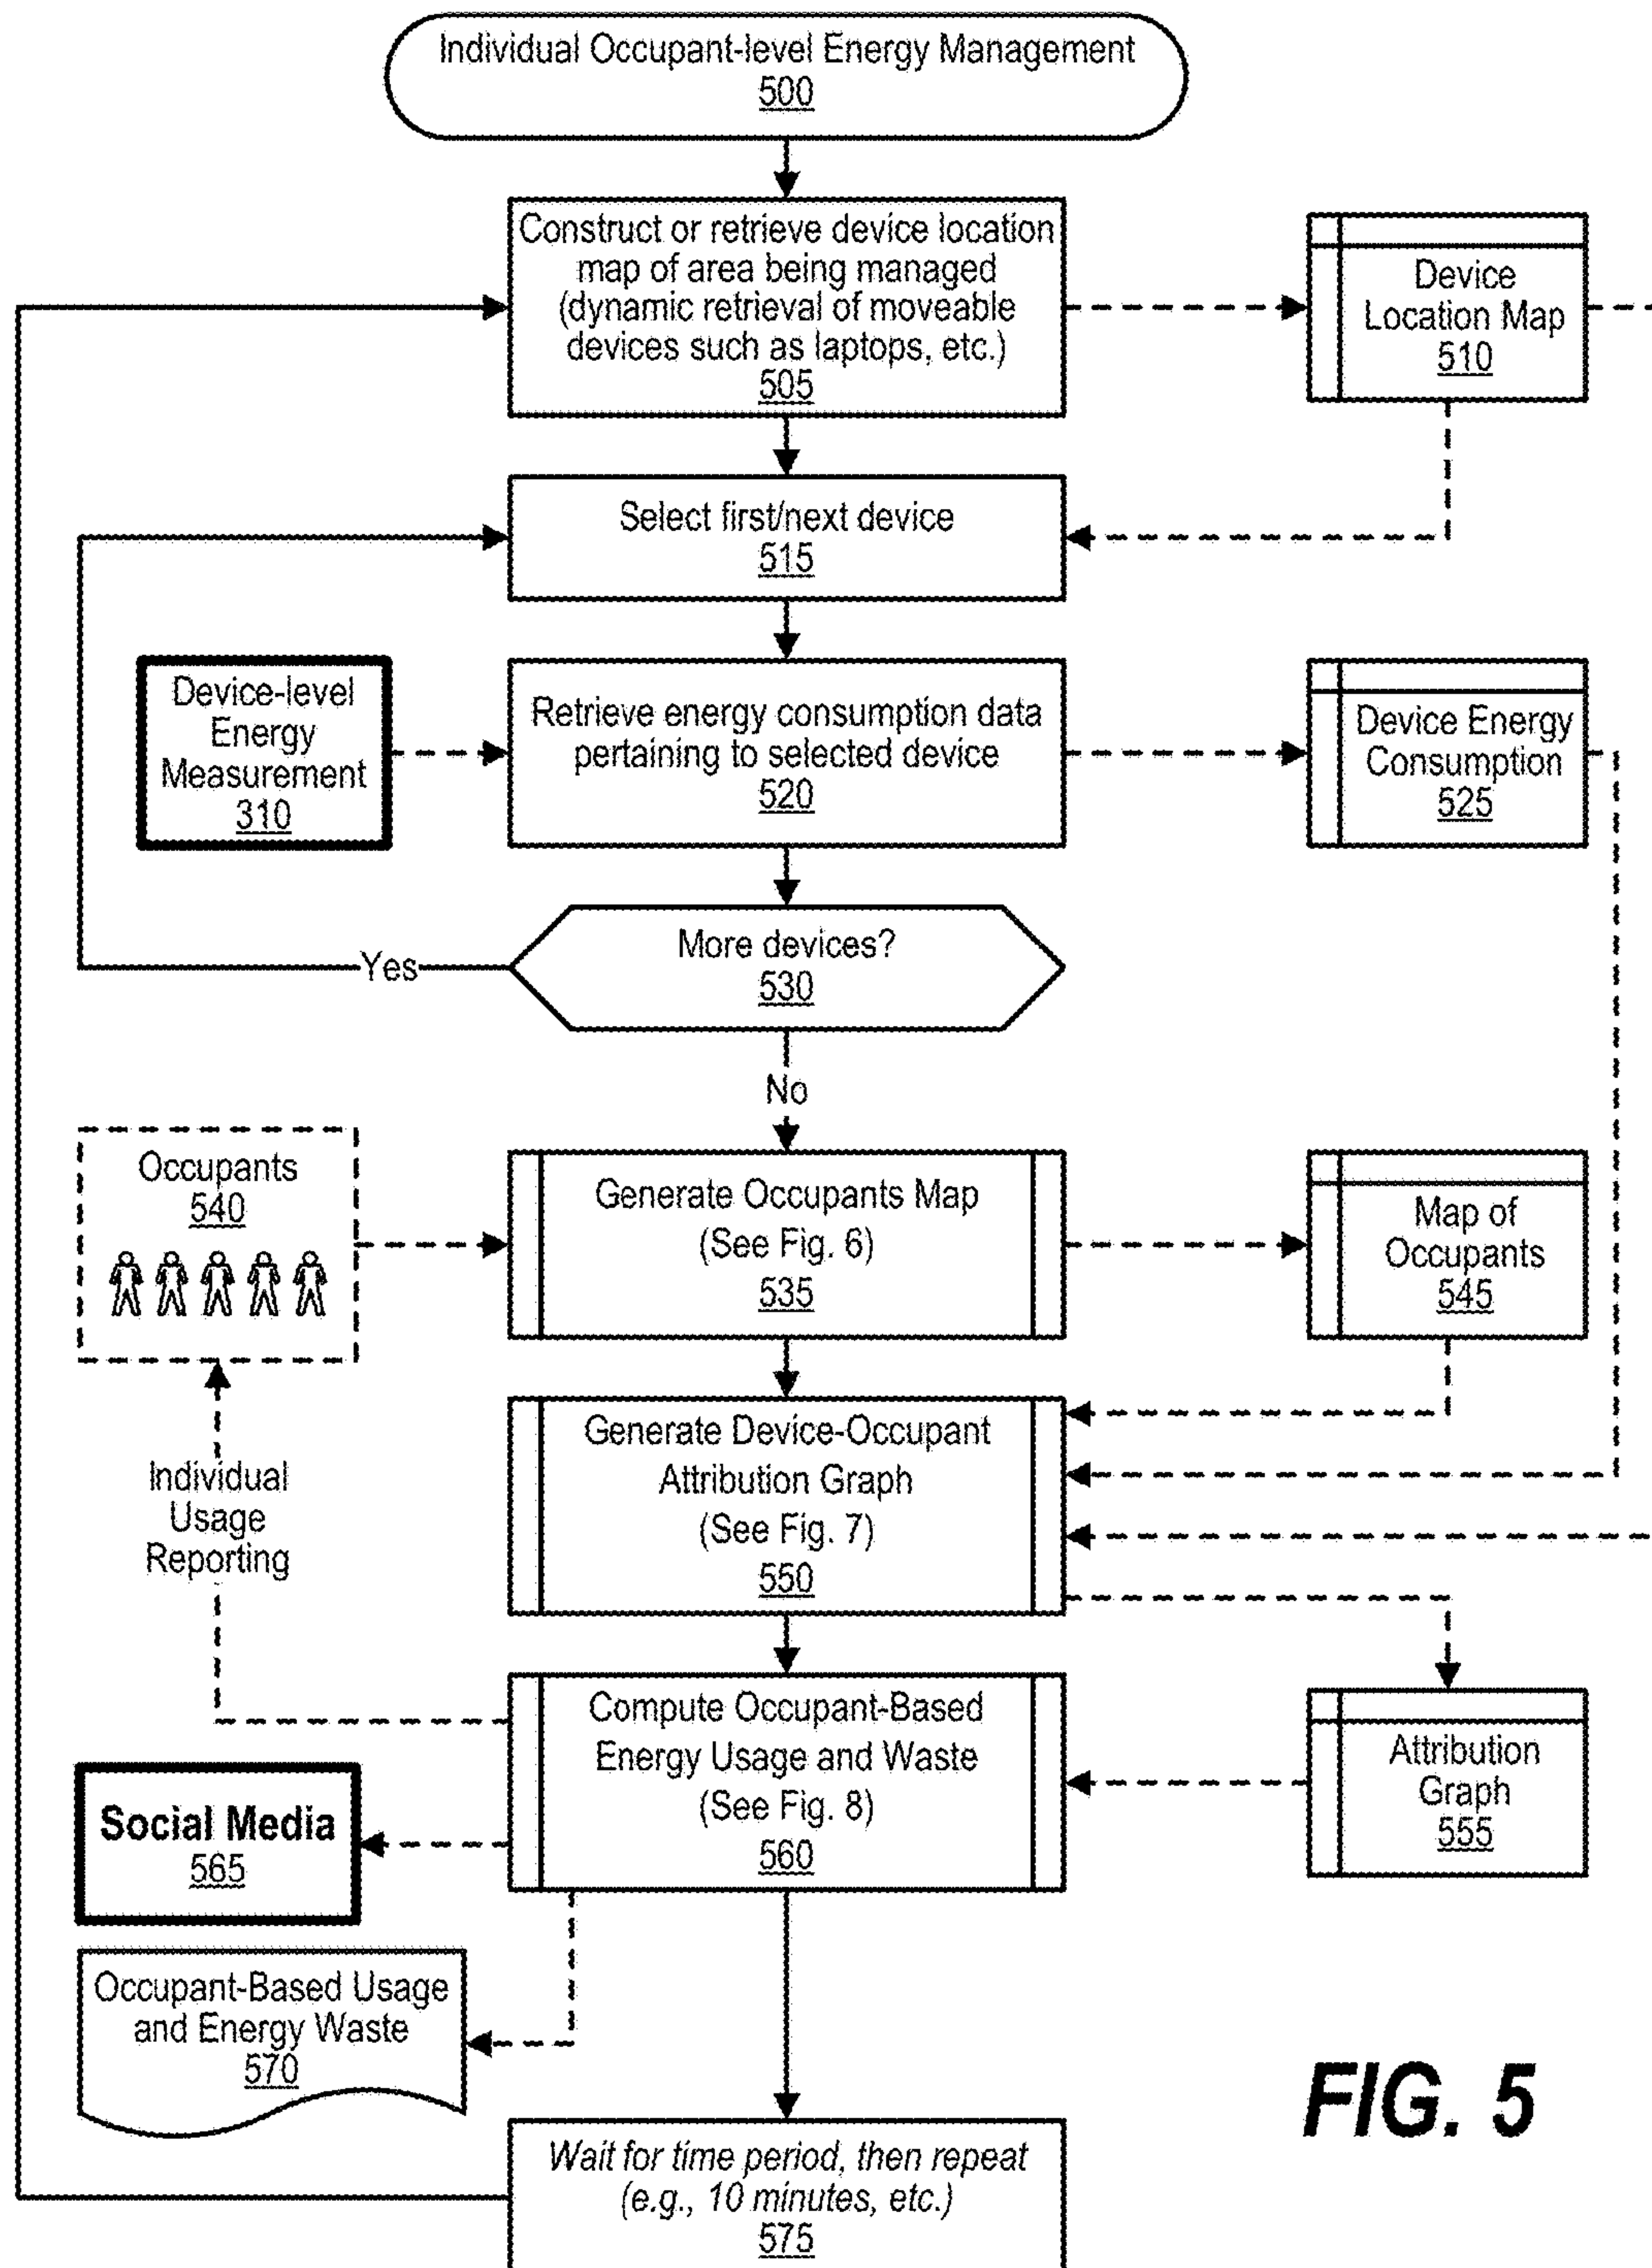 Individual Occupant-level Energy Management
500
Construct or retrieve device location
map of area being managed
(dynamic retrieval of moveable
devices such as laptops, etc.)
505
Device
Location Map
510
Select first/next device
515
Device-level
Energy
Measurement
310
Retrieve energy consumption data
pertaining to selected device
520
Device Energy
Consumption
525
More devices?
530
Yes
No
Occupants
540
Generate Occupants Map
(See Fig. 6)
535
Map of
Occupants
545
Generate Device-Occupant
Attribution Graph
(See Fig. 7)
550
Individual
Usage
Reporting
Compute Occupant-Based
Energy Usage and Waste
(See Fig. 8)
560
Attribution
Graph
555
Social Media
565
Occupant-Based Usage
and Energy Waste
570
Wait for time period, then repeat
(e.g., 10 minutes, etc.)
575
FIG. 5